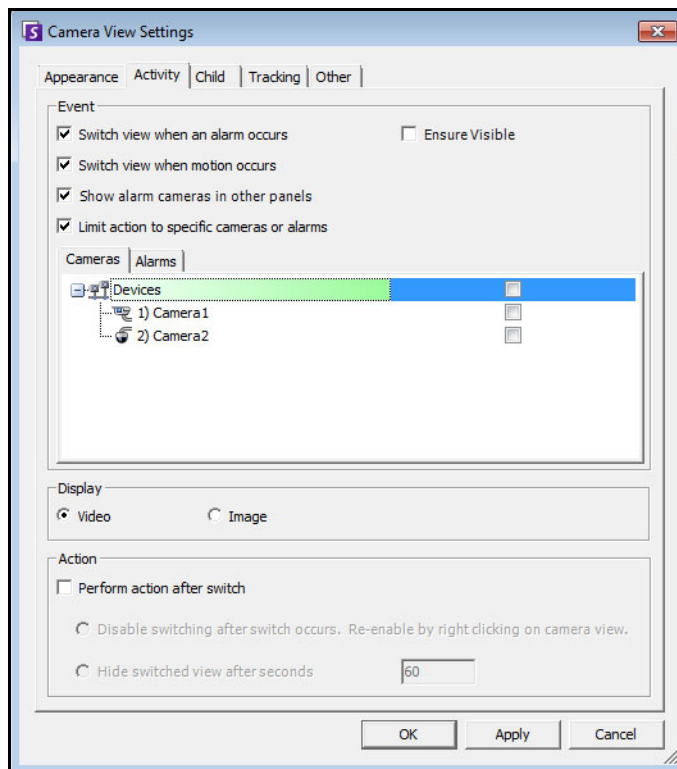 Camera View Settings
Appearance Activity Child Tracking Other
Event
Switch view when an alarm occurs Ensure Visible
Switch view when motion occurs
Show alarm cameras in other panels
Limit action to specific cameras or alarms
Cameras Alarms
Devices
1) Camera1
2) Camera2
Display
Video Image
Action
Perform action after switch
Disable switching after switch occurs. Re-enable by right clicking on camera view.
Hide switched view after seconds 60
OK Apply Cancel